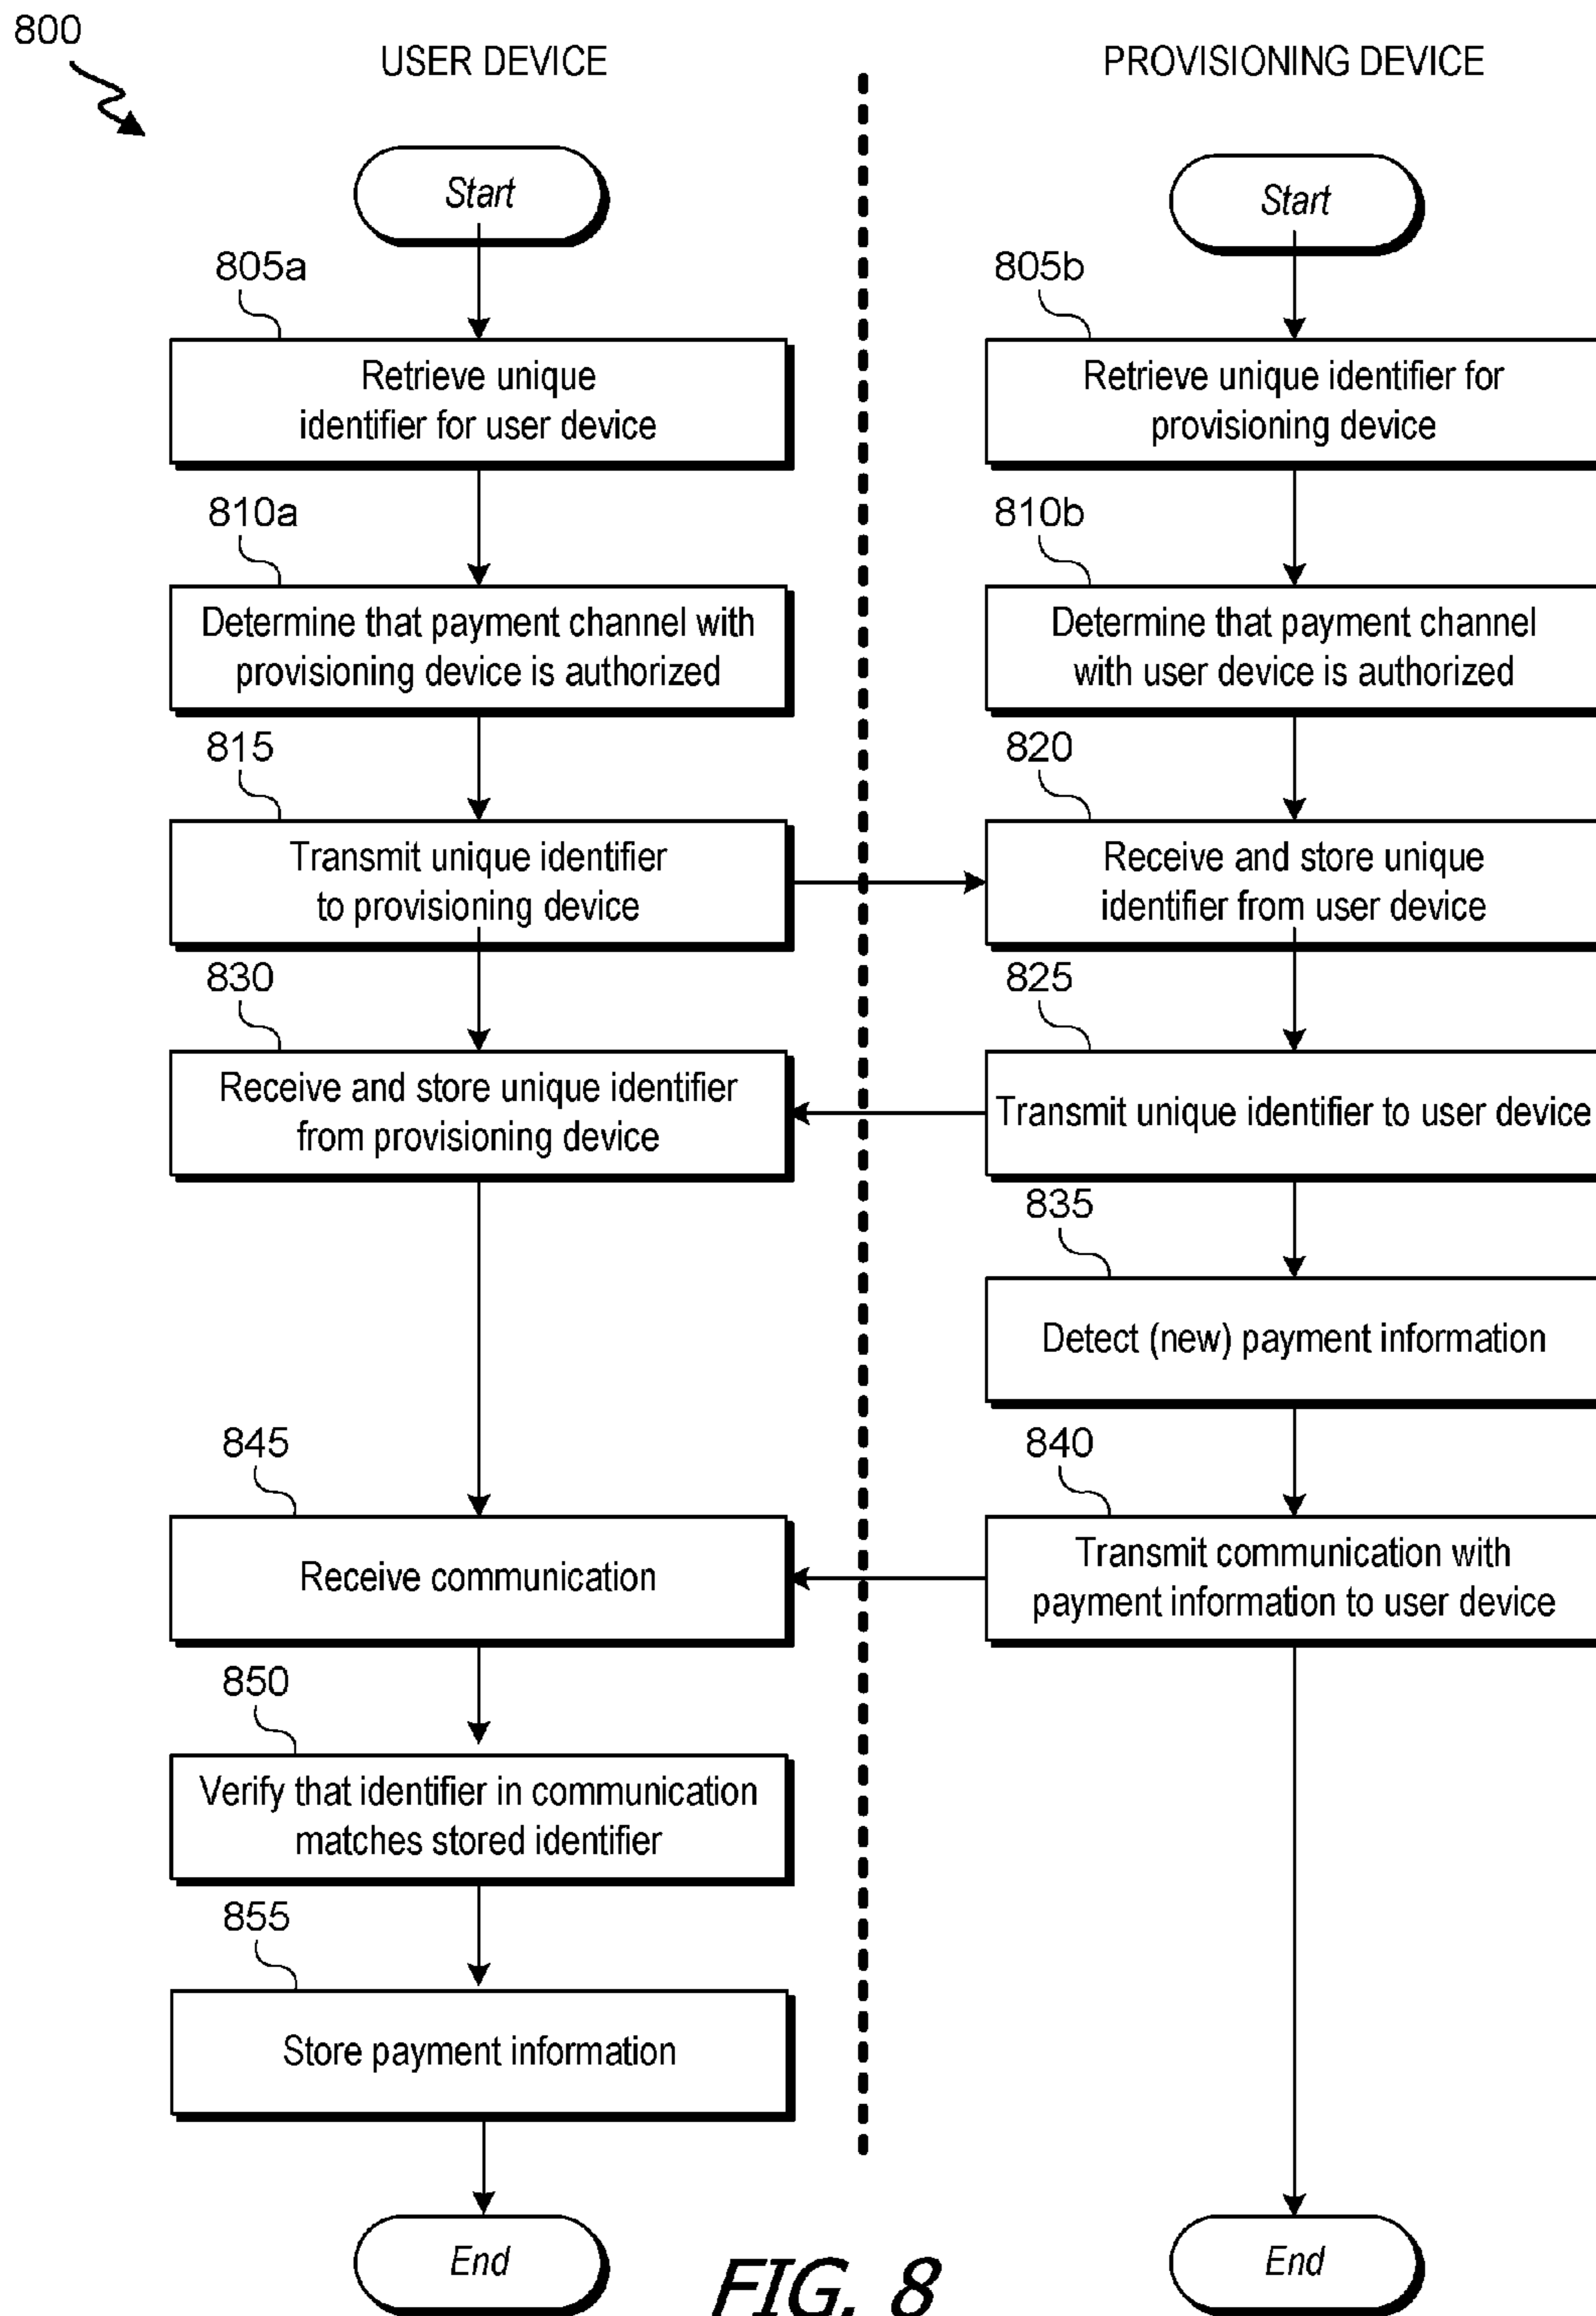 800
USER DEVICE
PROVISIONING DEVICE
Start
Start
805a
805b
Retrieve unique
identifier for user device
Retrieve unique identifier for
provisioning device
810a
810b
Determine that payment channel with
provisioning device is authorized
Determine that payment channel
with user device is authorized
815
820
Transmit unique identifier
to provisioning device
Receive and store unique
identifier from user device
830
825
Receive and store unique identifier
from provisioning device
Transmit unique identifier to user device
835
Detect (new) payment information
845
840
Receive communication
Transmit communication with
payment information to user device
850
Verify that identifier in communication
matches stored identifier
855
Store payment information
End
End
FIG. 8